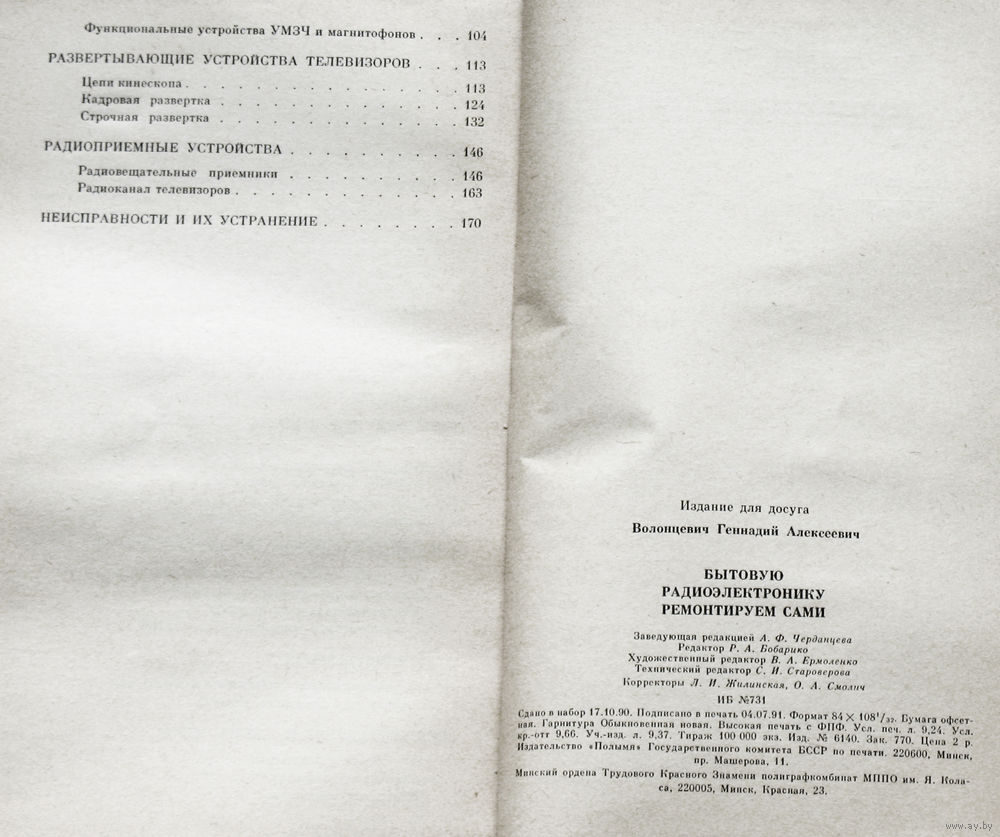 Функциональные устройства УМЗЧ и магнитофонов . . . 104
РАЗВЕРТЫВАЮЩИЕ УСТРОЙСТВА ТЕЛЕВИЗОРОВ . . . 113
Цепи кинескопа . . . . . . . . . . . . . 113
Кадровая развертка . . . . . . . . . . . 124
Строчная развертка . . . . . . . . . . . 132
РАДИОПРИЕМНЫЕ УСТРОЙСТВА . . . . . . . . . 146
Радиовещательные приемники . . . . . . . . 146
Радиоканал телевизоров . . . . . . . . . . 163
НЕИСПРАВНОСТИ И ИХ УСТРАНЕНИЕ . . . . . . . . 170
Издание для досуга
Волонцевич Геннадий Алексеевич
БЫТОВУЮ
РАДИОЭЛЕКТРОНИКУ
РЕМОНТИРУЕМ САМИ
Заведующая редакцией А. Ф. Черданцева
Редактор Р. А. Бобарико
Художественный редактор В. А. Ермоленко
Технический редактор С. И. Староверова
Корректоры Л. И. Жилинская, О. А. Смолич
ИБ №731
Сдано в набор 17.10.90. Подписано в печать 04.07.91. Формат 84 × 108¹/₃₂. Бумага офсет-
ная. Гарнитура Обыкновенная новая. Высокая печать с ФПФ. Усл. печ. л. 9,24. Усл.
кр.-отт 9,66. Уч.-изд. л. 9,37. Тираж 100 000 экз. Изд. № 6140. Зак. 770. Цена 2 р.
Издательство «Полымя» Государственного комитета БССР по печати. 220600, Минск,
пр. Машерова, 11.
Минский ордена Трудового Красного Знамени полиграфкомбинат МППО им. Я. Кола-
са, 220005, Минск, Красная, 23.
www.ay.by